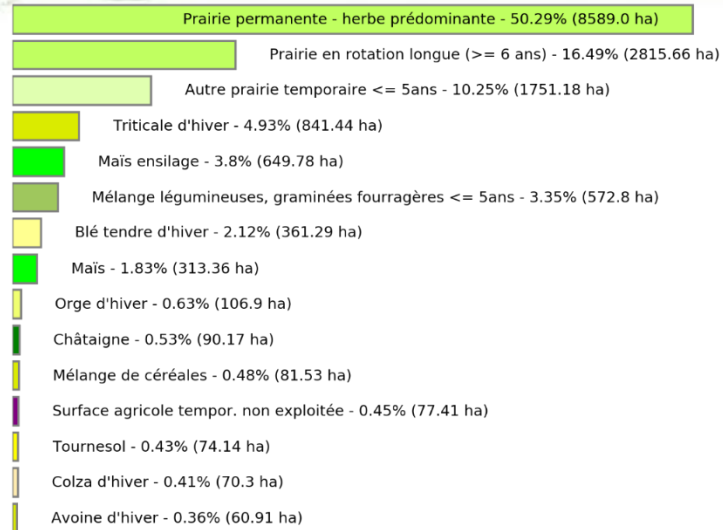 Prairie permanente - herbe prédominante - 50.29% (8589.0 ha)
Prairie en rotation longue (>= 6 ans) - 16.49% (2815.66 ha)
Autre prairie temporaire <= 5ans - 10.25% (1751.18 ha)
Triticale d'hiver - 4.93% (841.44 ha)
Maïs ensilage - 3.8% (649.78 ha)
Mélange légumineuses, graminées fourragères <= 5ans - 3.35% (572.8 ha)
Blé tendre d'hiver - 2.12% (361.29 ha)
Maïs - 1.83% (313.36 ha)
Orge d'hiver - 0.63% (106.9 ha)
Châtaigne - 0.53% (90.17 ha)
Mélange de céréales - 0.48% (81.53 ha)
Surface agricole tempor. non exploitée - 0.45% (77.41 ha)
Tournesol - 0.43% (74.14 ha)
Colza d'hiver - 0.41% (70.3 ha)
Avoine d'hiver - 0.36% (60.91 ha)